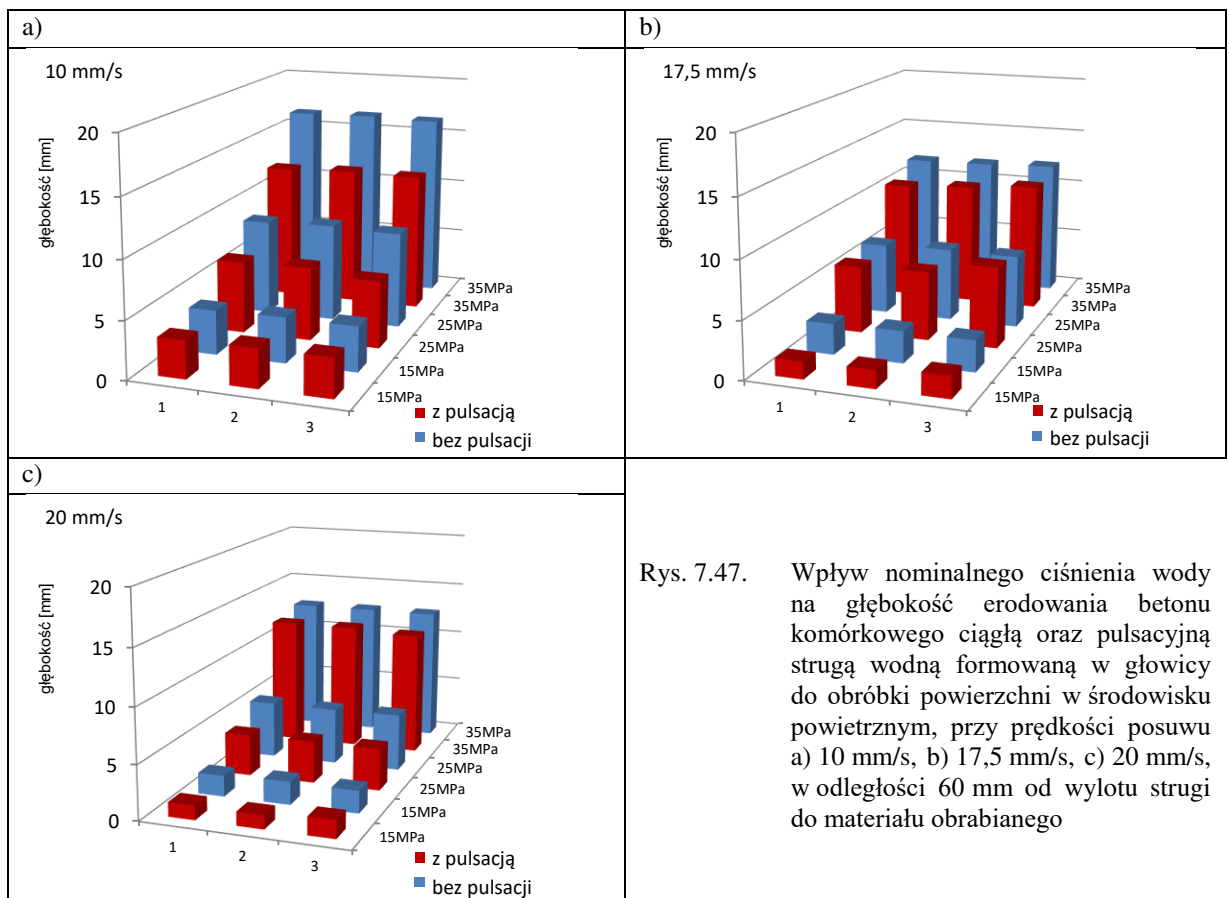 a)
10 mm/s
głębokość [mm]
20
15
10
5
0
1
2
3
35MPa
35MPa
25MPa
25MPa
15MPa
15MPa
z pulsacją
bez pulsacji
b)
17,5 mm/s
głębokość [mm]
20
15
10
5
0
1
2
3
35MPa
35MPa
25MPa
25MPa
15MPa
15MPa
z pulsacją
bez pulsacji
c)
20 mm/s
głębokość [mm]
20
15
10
5
0
1
2
3
35MPa
35MPa
25MPa
25MPa
15MPa
15MPa
z pulsacją
bez pulsacji
Rys. 7.47. Wpływ nominalnego ciśnienia wody
na głębokość erodowania betonu
komórkowego ciągłą oraz pulsacyjną
strugą wodną formowaną w głowicy
do obróbki powierzchni w środowisku
powietrznym, przy prędkości posuwu
a) 10 mm/s, b) 17,5 mm/s, c) 20 mm/s,
w odległości 60 mm od wylotu strugi
do materiału obrabianego